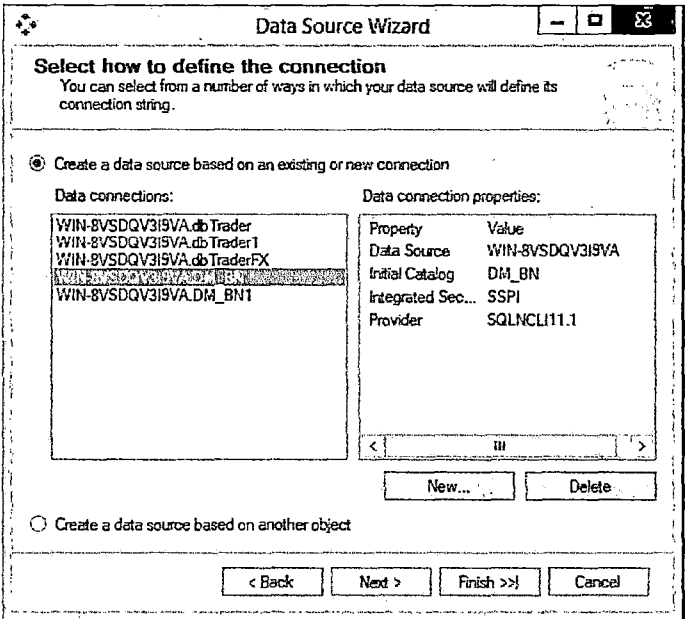 Data Source Wizard
Select how to define the connection
You can select from a number of ways in which your data source will define its
connection string.
Create a data source based on an existing or new connection
Data connections:
WIN-8VSDQV3I9VA.dbTrader
WIN-8VSDQV3I9VA.dbTrader1
WIN-8VSDQV3I9VA.dbTraderFX
WIN-8VSDQV3I9VA.DM_BN
WIN-8VSDQV3I9VA.DM_BN1
Data connection properties:
Property Value
Data Source WIN-8VSDQV3I9VA
Initial Catalog DM_BN
Integrated Sec... SSPI
Provider SQLNCLI11.1
New...
Delete
Create a data source based on another object
< Back
Next >
Finish >>|
Cancel